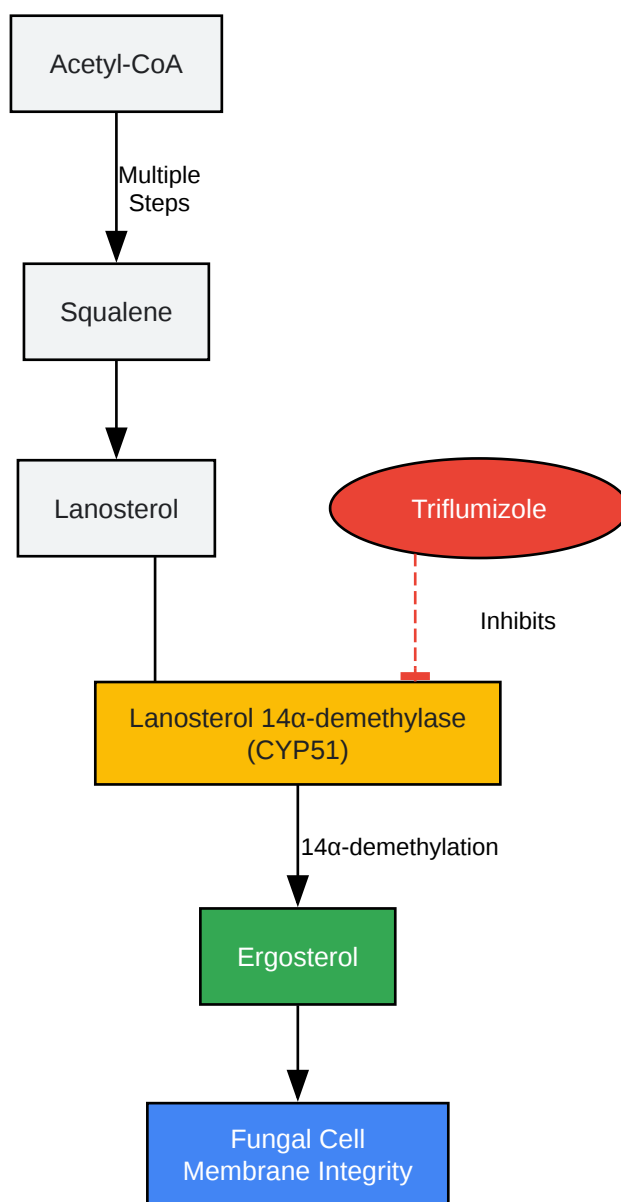 Acetyl-CoA
Multiple
Steps
Squalene
Lanosterol
Triflumizole
Inhibits
Lanosterol 14α-demethylase
(CYP51)
14α-demethylation
Ergosterol
Fungal Cell
Membrane Integrity